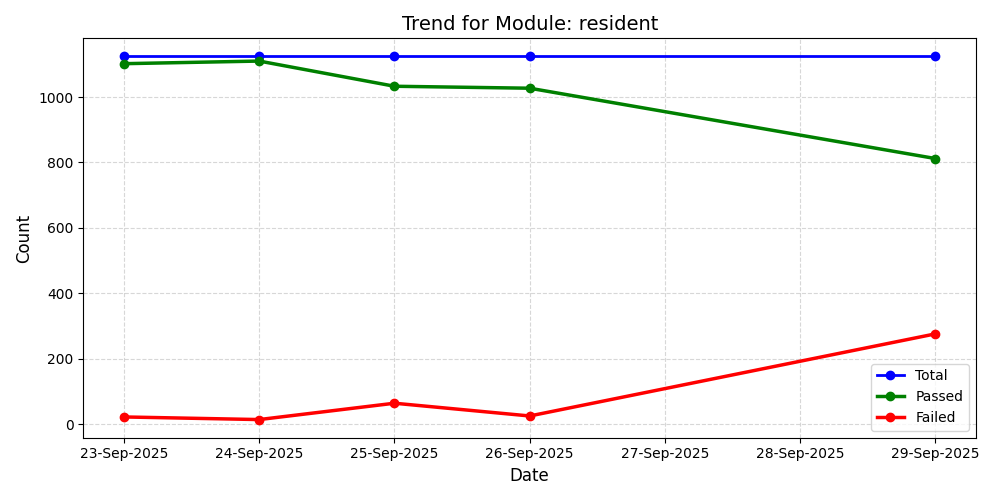 Trend for Module: resident
1000
800
600
400
200
0
Count
23-Sep-2025 24-Sep-2025 25-Sep-2025 26-Sep-2025 27-Sep-2025 28-Sep-2025 29-Sep-2025
Date
Total
Passed
Failed